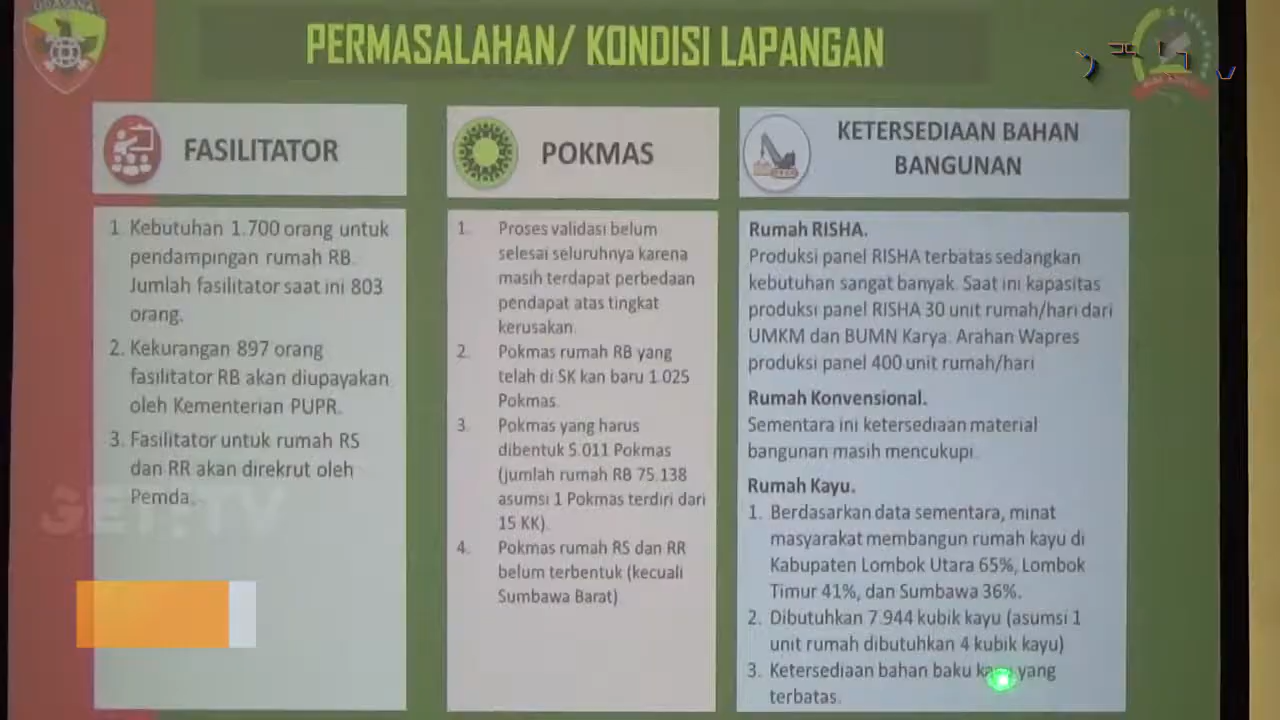 UDAYANA
PERMASALAHAN/ KONDISI LAPANGAN
FASILITATOR
1. Kebutuhan 1.700 orang untuk
pendampingan rumah RB.
Jumlah fasilitator saat ini 803
orang.
2. Kekurangan 897 orang
fasilitator RB akan diupayakan
oleh Kementerian PUPR.
3. Fasilitator untuk rumah RS
dan RR akan direkrut oleh
Pemda.
GET!TV
POKMAS
1. Proses validasi belum
selesai seluruhnya karena
masih terdapat perbedaan
pendapat atas tingkat
kerusakan.
2. Pokmas rumah RB yang
telah di SK kan baru 1.025
Pokmas.
3. Pokmas yang harus
dibentuk 5.011 Pokmas
(jumlah rumah RB 75.138
asumsi 1 Pokmas terdiri dari
15 KK).
4. Pokmas rumah RS dan RR
belum terbentuk (kecuali
Sumbawa Barat)
KETERSEDIAAN BAHAN
BANGUNAN
Rumah RISHA.
Produksi panel RISHA terbatas sedangkan
kebutuhan sangat banyak. Saat ini kapasitas
produksi panel RISHA 30 unit rumah/hari dari
UMKM dan BUMN Karya. Arahan Wapres
produksi panel 400 unit rumah/hari
Rumah Konvensional.
Sementara ini ketersediaan material
bangunan masih mencukupi.
Rumah Kayu.
1. Berdasarkan data sementara, minat
masyarakat membangun rumah kayu di
Kabupaten Lombok Utara 65%, Lombok
Timur 41%, dan Sumbawa 36%.
2. Dibutuhkan 7.944 kubik kayu (asumsi 1
unit rumah dibutuhkan 4 kubik kayu)
3. Ketersediaan bahan baku kayu yang
terbatas.